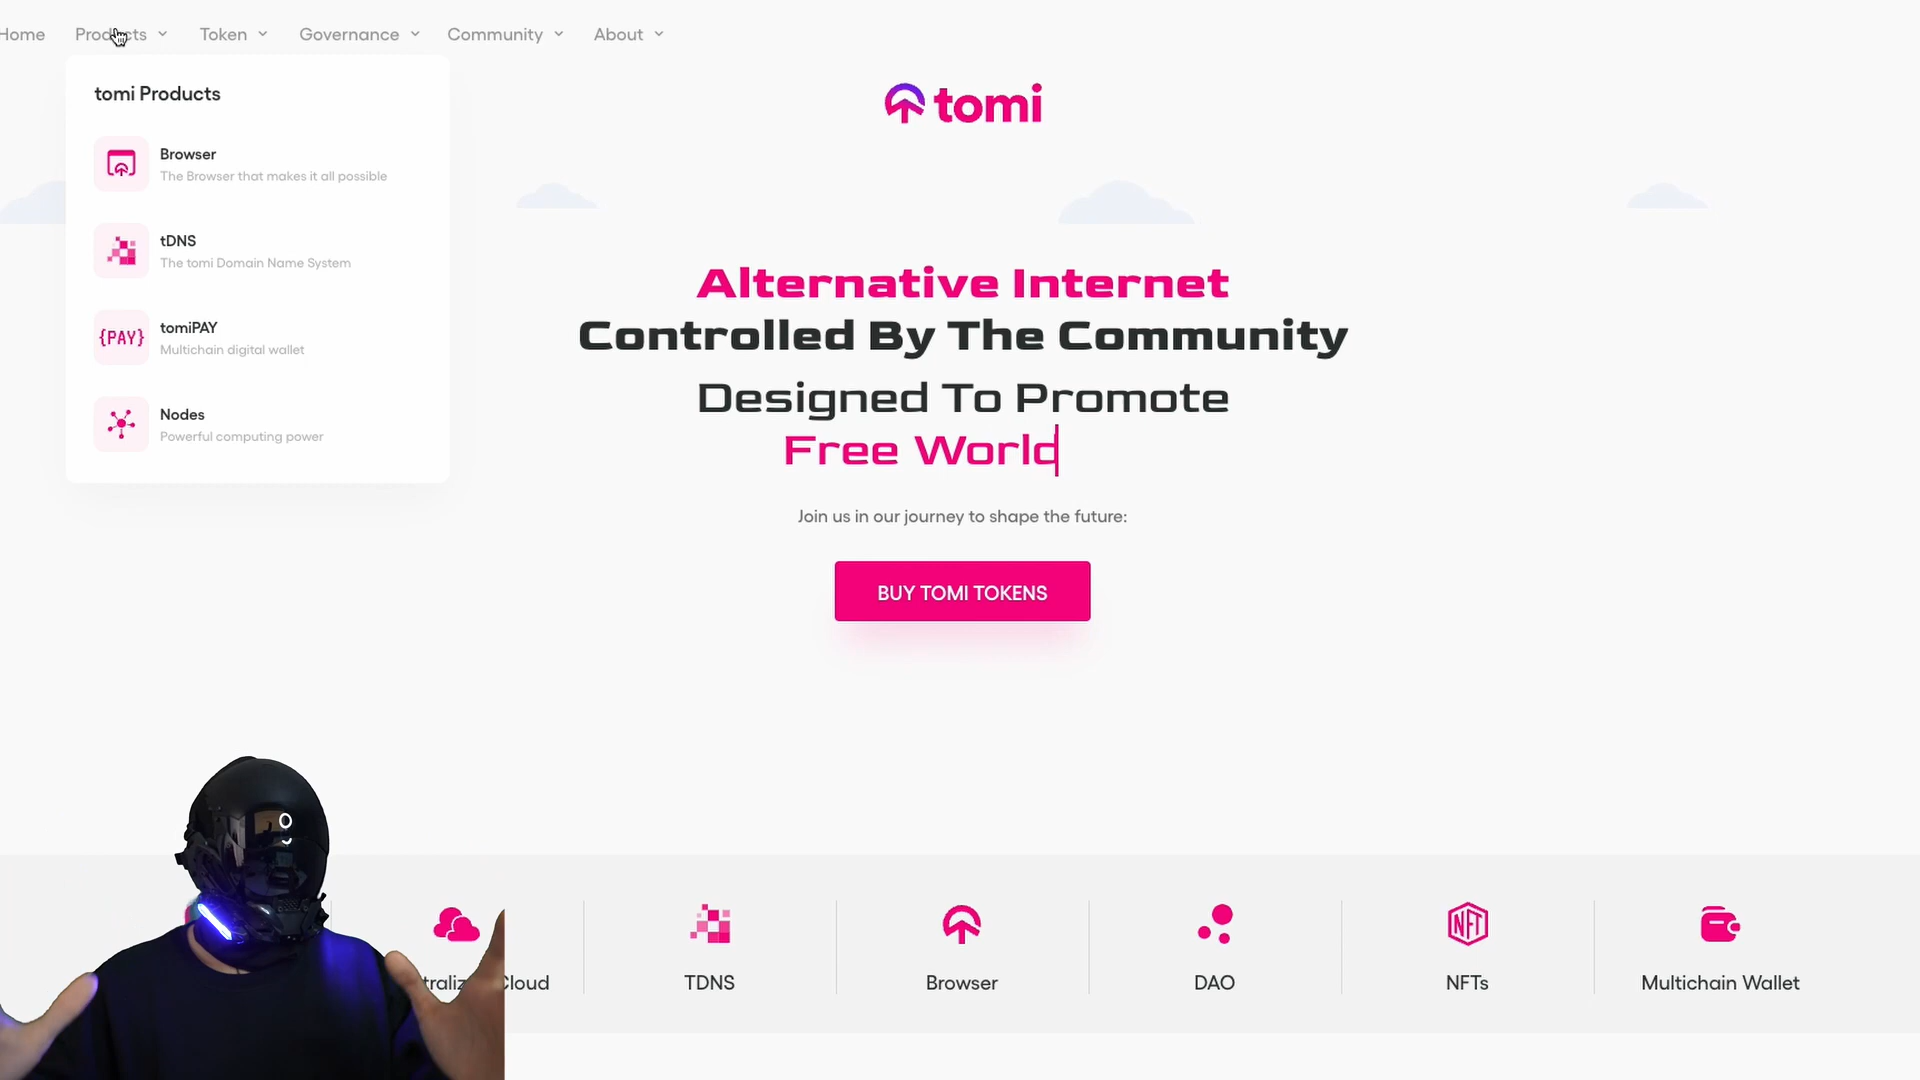 Home Products Token Governance Community About
tomi Products
Browser
The Browser that makes it all possible
tDNS
The tomi Domain Name System
{PAY}
tomiPAY
Multichain digital wallet
Nodes
Powerful computing power
tomi
Alternative Internet
Controlled By The Community
Designed To Promote
Free World
Join us in our journey to shape the future:
BUY TOMI TOKENS
NFT
Cloud TDNS Browser DAO NFTs Multichain Wallet